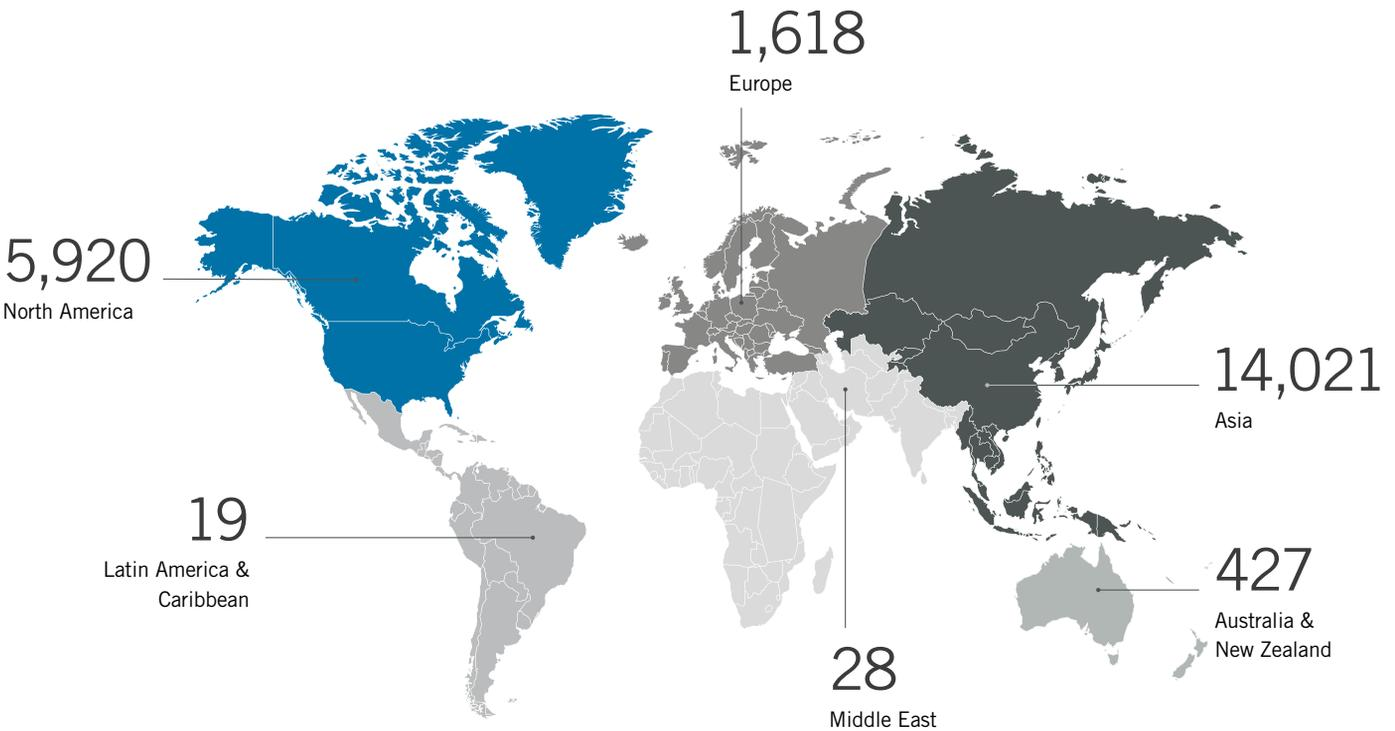 1,618
Europe
5,920
North America
14,021
Asia
19
Latin America &
Caribbean
427
Australia &
New Zealand
28
Middle East